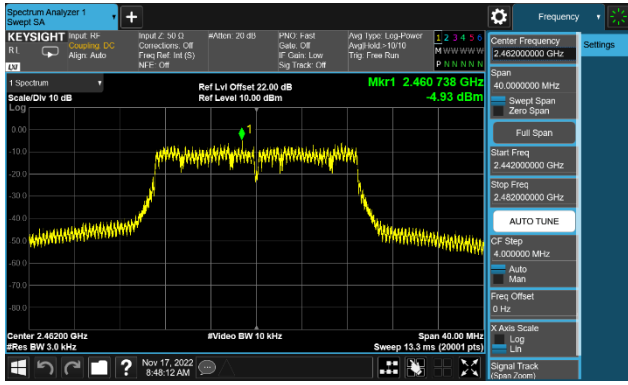 Spectrum Analyzer 1
Swept SA
+
Frequency
KEYSIGHT
Input: RF
Coupling: DC
Align: Auto
RL
LXI
Input Z: 50 Ω
Corrections: Off
Freq Ref: Int (S)
NFE: Off
#Atten: 20 dB
PNO: Fast
Gate: Off
IF Gain: Low
Sig Track: Off
Avg Type: Log-Power
Avg|Hold:>10/10
Trig: Free Run
1 2 3 4 5 6
M W W W W W
P N N N N N
Center Frequency
2.462000000 GHz
Settings
Span
40.0000000 MHz
Swept Span
Zero Span
Full Span
Start Freq
2.442000000 GHz
Stop Freq
2.482000000 GHz
AUTO TUNE
CF Step
4.000000 MHz
Auto
Man
Freq Offset
0 Hz
X Axis Scale
Log
Lin
Signal Track
(Span Zoom)
1 Spectrum
Scale/Div 10 dB
Log
Ref Lvl Offset 22.00 dB
Ref Level 10.00 dBm
Mkr1 2.460 738 GHz
-4.93 dBm
1
0.00
-10.0
-20.0
-30.0
-40.0
-50.0
-60.0
-70.0
-80.0
Center 2.46200 GHz
#Res BW 3.0 kHz
#Video BW 10 kHz
Span 40.00 MHz
Sweep 13.3 ms (20001 pts)
?
Nov 17, 2022
8:48:12 AM